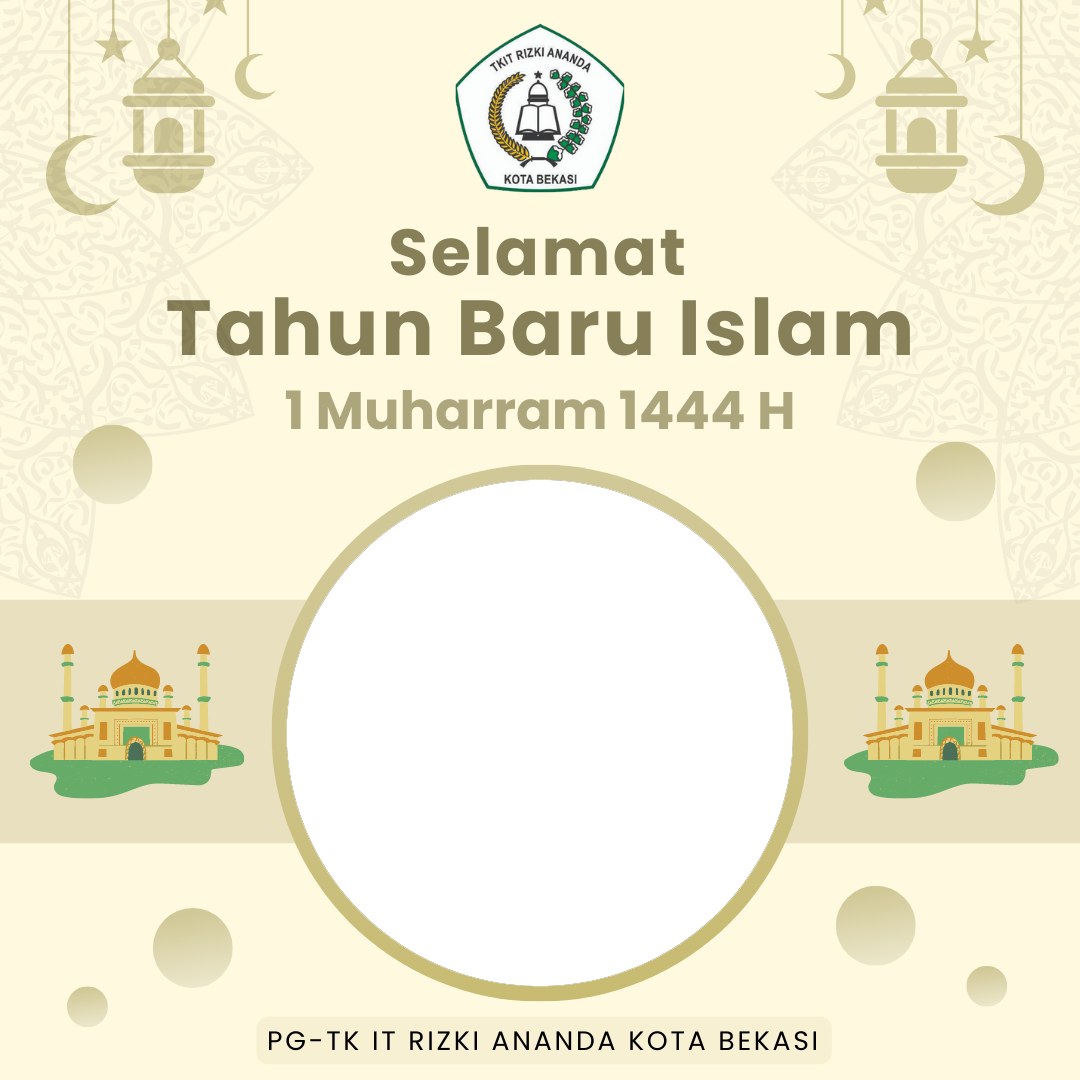 TKIT RIZKI ANANDA
KOTA BEKASI
Selamat
Tahun Baru Islam
1 Muharram 1444 H
PG-TK IT RIZKI ANANDA KOTA BEKASI